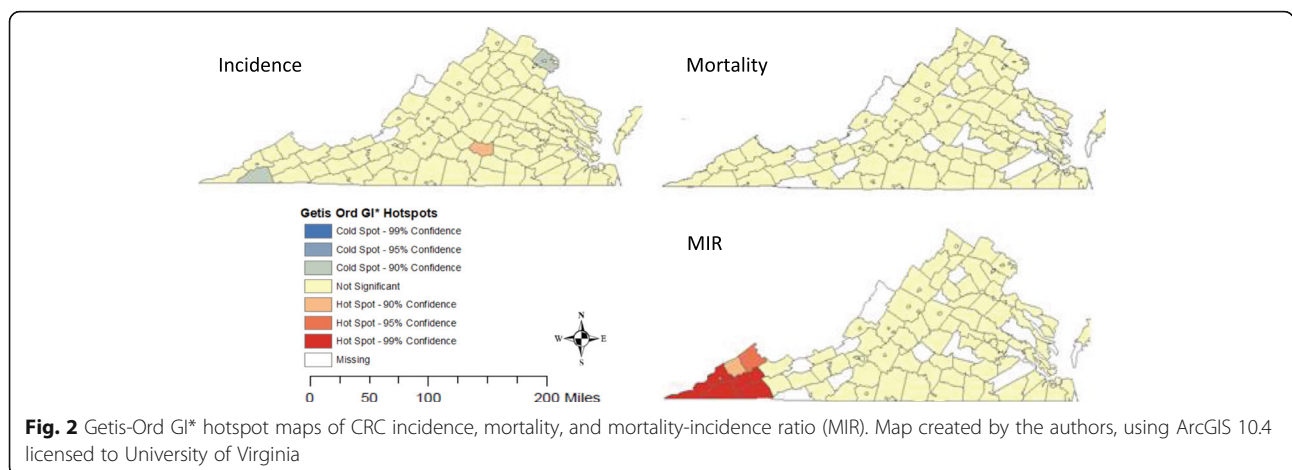 Incidence
Mortality
Getis Ord GI* Hotspots
Cold Spot - 99% Confidence
Cold Spot - 95% Confidence
Cold Spot - 90% Confidence
Not Significant
Hot Spot - 90% Confidence
Hot Spot - 95% Confidence
Hot Spot - 99% Confidence
Missing
N
W E
S
0 50 100 200 Miles
MIR
Fig. 2 Getis-Ord GI* hotspot maps of CRC incidence, mortality, and mortality-incidence ratio (MIR). Map created by the authors, using ArcGIS 10.4
licensed to University of Virginia